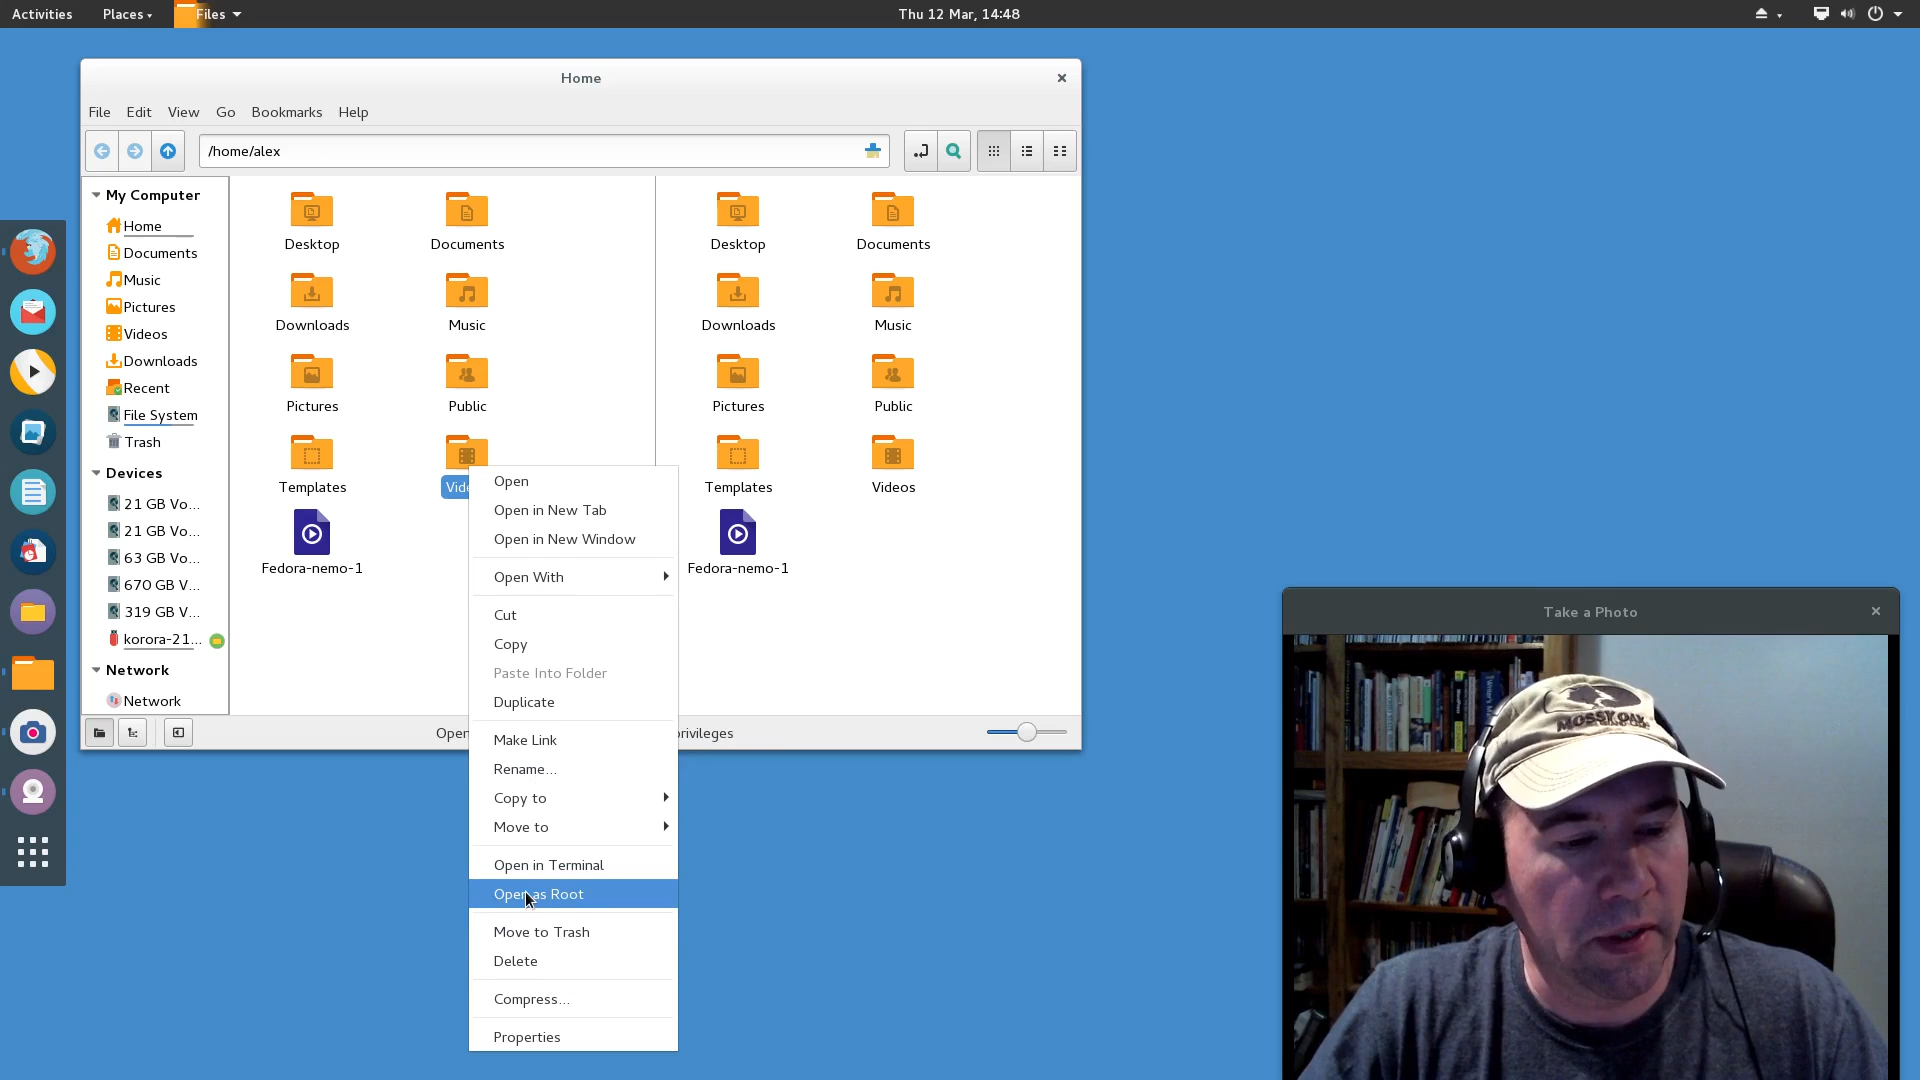 Activities Places Files Thu 12 Mar, 14:48
Home
File Edit View Go Bookmarks Help
/home/alex
My Computer
Home
Documents
Music
Pictures
Videos
Downloads
Recent
File System
Trash
Devices
21 GB Vo...
21 GB Vo...
63 GB Vo...
670 GB V...
319 GB V...
korora-21...
Network
Network
Desktop Documents
Downloads Music
Pictures Public
Templates
Fedora-nemo-1
Desktop Documents
Downloads Music
Pictures Public
Templates Videos
Fedora-nemo-1
Open
Open in New Tab
Open in New Window
Open With
Cut
Copy
Paste Into Folder
Duplicate
Make Link
Rename...
Copy to
Move to
Open in Terminal
Open as Root
Move to Trash
Delete
Compress...
Properties
Take a Photo
MOSSY OAK